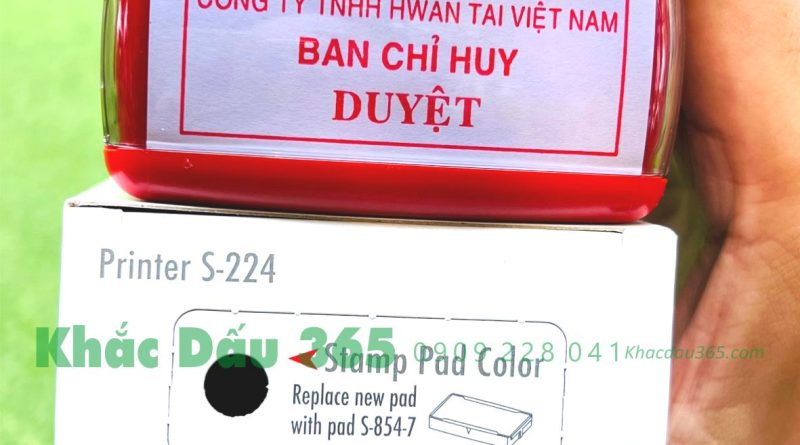 CÔNG TY TNHH HWAN TAI VIỆT NAM
BAN CHỈ HUY
DUYỆT
Printer S-224
Khắc Dấu 365 0909 228 041 Khacdau365.com
Stamp Pad Color
Replace new pad
with pad S-854-7